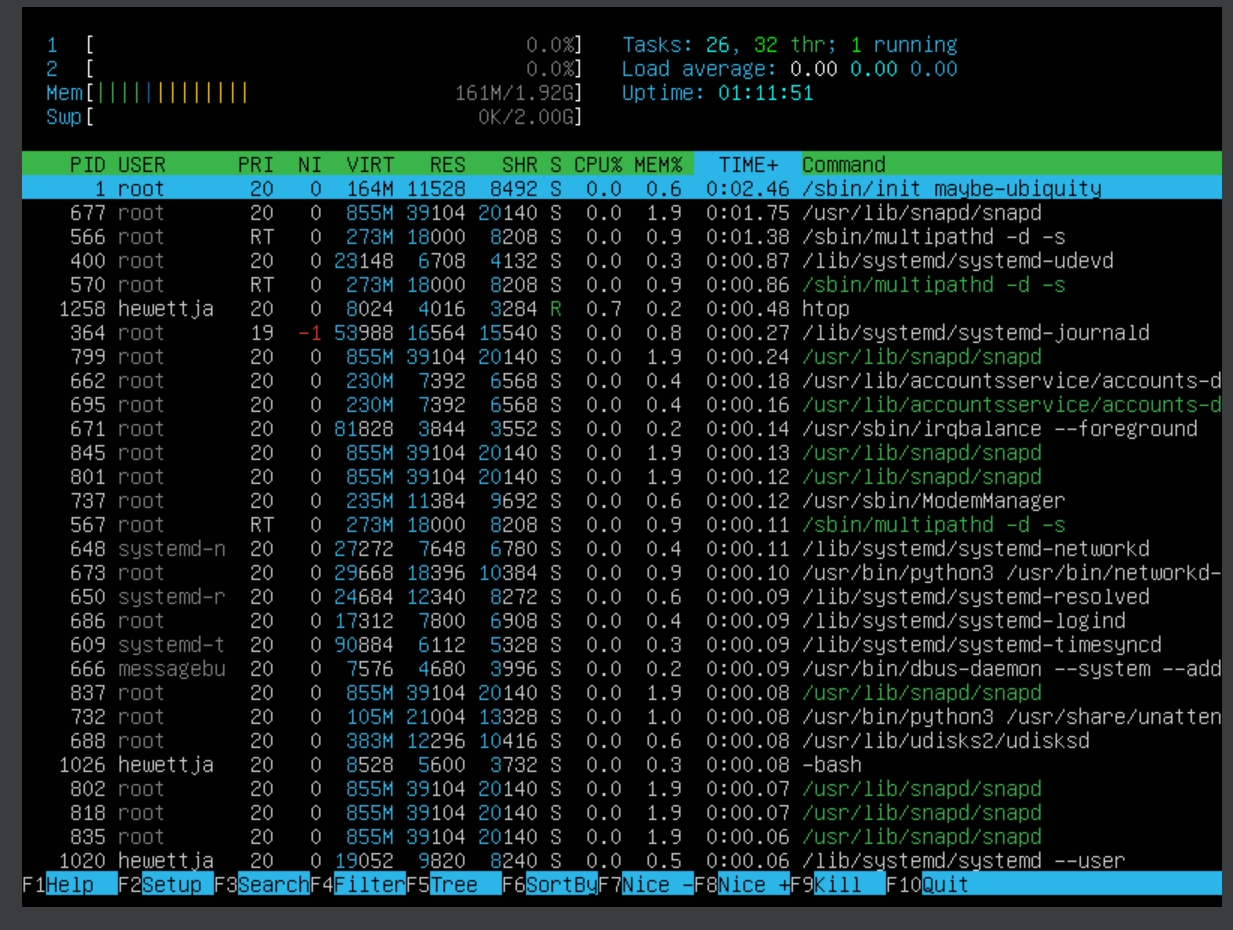 1 [ 0.0%] Tasks: 26, 32 thr; 1 running
2 [ 0.0%] Load average: 0.00 0.00 0.00
Mem[|||||||||||||| 161M/1.92G] Uptime: 01:11:51
Swp[ 0K/2.00G]
PID USER PRI NI VIRT RES SHR S CPU% MEM% TIME+ Command
1 root 20 0 164M 11528 8492 S 0.0 0.6 0:02.46 /sbin/init maybe-ubiquity
677 root 20 0 855M 39104 20140 S 0.0 1.9 0:01.75 /usr/lib/snapd/snapd
566 root RT 0 273M 18000 8208 S 0.0 0.9 0:01.38 /sbin/multipathd -d -s
400 root 20 0 23148 6708 4132 S 0.0 0.3 0:00.87 /lib/systemd/systemd-udevd
570 root RT 0 273M 18000 8208 S 0.0 0.9 0:00.86 /sbin/multipathd -d -s
1258 hewettja 20 0 8024 4016 3284 R 0.7 0.2 0:00.48 htop
364 root 19 -1 53988 16564 15540 S 0.0 0.8 0:00.27 /lib/systemd/systemd-journald
799 root 20 0 855M 39104 20140 S 0.0 1.9 0:00.24 /usr/lib/snapd/snapd
662 root 20 0 230M 7392 6568 S 0.0 0.4 0:00.18 /usr/lib/accountsservice/accounts-d
695 root 20 0 230M 7392 6568 S 0.0 0.4 0:00.16 /usr/lib/accountsservice/accounts-d
671 root 20 0 81828 3844 3552 S 0.0 0.2 0:00.14 /usr/sbin/irqbalance --foreground
845 root 20 0 855M 39104 20140 S 0.0 1.9 0:00.13 /usr/lib/snapd/snapd
801 root 20 0 855M 39104 20140 S 0.0 1.9 0:00.12 /usr/lib/snapd/snapd
737 root 20 0 235M 11384 9692 S 0.0 0.6 0:00.12 /usr/sbin/ModemManager
567 root RT 0 273M 18000 8208 S 0.0 0.9 0:00.11 /sbin/multipathd -d -s
648 systemd-n 20 0 27272 7648 6780 S 0.0 0.4 0:00.11 /lib/systemd/systemd-networkd
673 root 20 0 29668 18396 10384 S 0.0 0.9 0:00.10 /usr/bin/python3 /usr/bin/networkd-
650 systemd-r 20 0 24684 12340 8272 S 0.0 0.6 0:00.09 /lib/systemd/systemd-resolved
686 root 20 0 17312 7800 6908 S 0.0 0.4 0:00.09 /lib/systemd/systemd-logind
609 systemd-t 20 0 90884 6112 5328 S 0.0 0.3 0:00.09 /lib/systemd/systemd-timesyncd
666 messagebu 20 0 7576 4680 3996 S 0.0 0.2 0:00.09 /usr/bin/dbus-daemon --system --add
837 root 20 0 855M 39104 20140 S 0.0 1.9 0:00.08 /usr/lib/snapd/snapd
732 root 20 0 105M 21004 13328 S 0.0 1.0 0:00.08 /usr/bin/python3 /usr/share/unatten
688 root 20 0 383M 12296 10416 S 0.0 0.6 0:00.08 /usr/lib/udisks2/udisksd
1026 hewettja 20 0 8528 5600 3732 S 0.0 0.3 0:00.08 -bash
802 root 20 0 855M 39104 20140 S 0.0 1.9 0:00.07 /usr/lib/snapd/snapd
818 root 20 0 855M 39104 20140 S 0.0 1.9 0:00.07 /usr/lib/snapd/snapd
835 root 20 0 855M 39104 20140 S 0.0 1.9 0:00.06 /usr/lib/snapd/snapd
1020 hewettja 20 0 19052 9820 8240 S 0.0 0.5 0:00.06 /lib/systemd/systemd --user
F1Help F2Setup F3SearchF4FilterF5Tree F6SortByF7Nice -F8Nice +F9Kill F10Quit